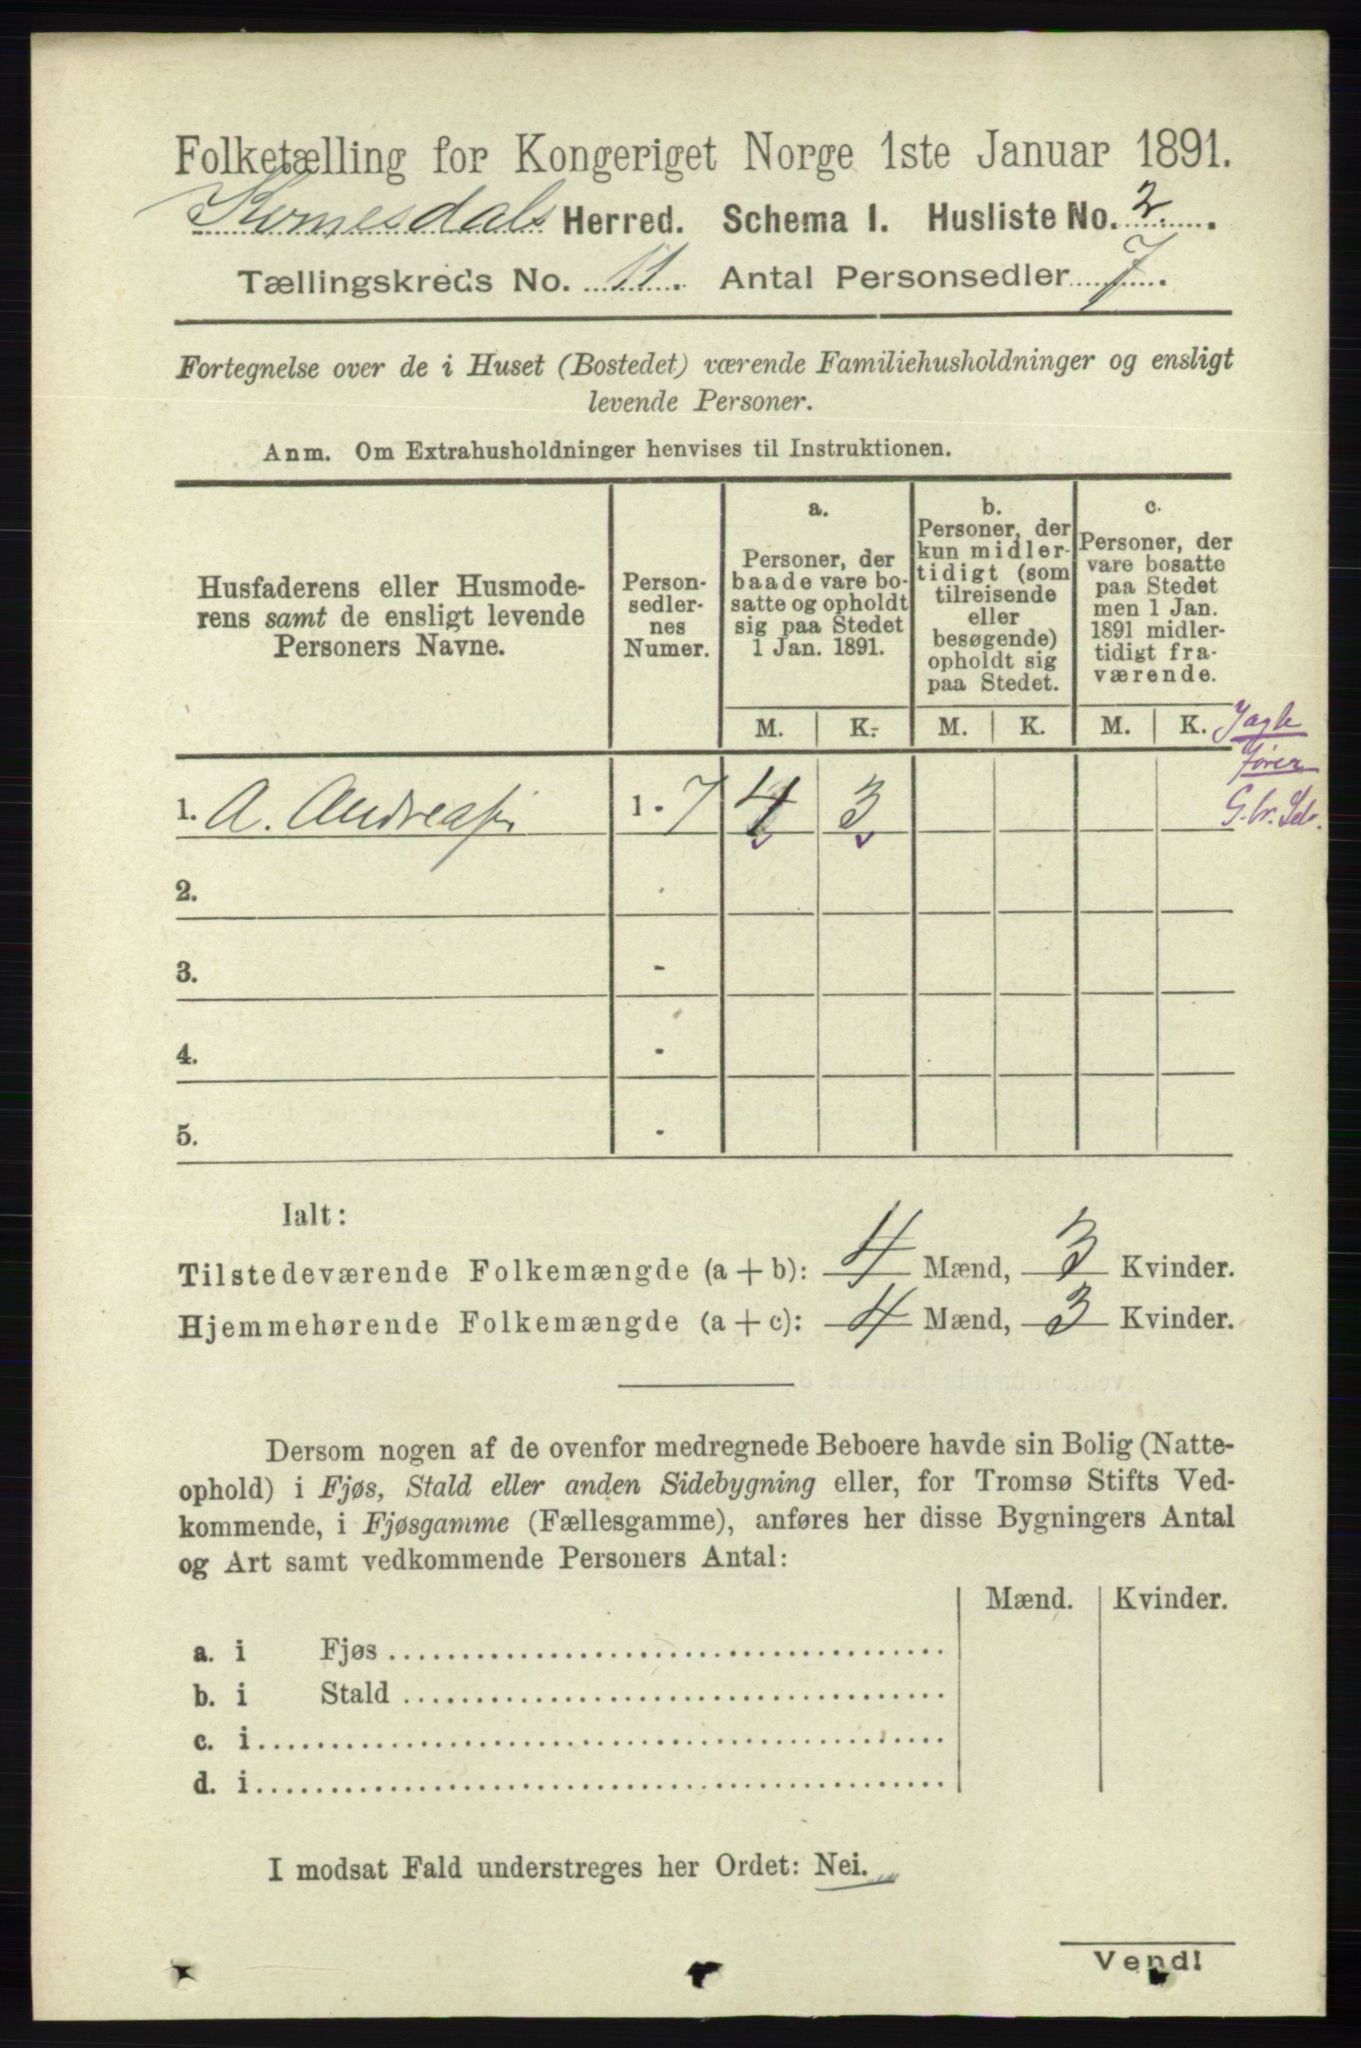 Folketælling for Kongeriget Norge 1ste Januar 1891.
Kvinesdals Herred. Schema I. Husliste No. 2.
Tællingskreds No. 11. Antal Personsedler 7.
Fortegnelse over de i Huset (Bostedet) værende Familiehusholdninger og ensligt
levende Personer.
Anm. Om Extrahusholdninger henvises til Instruktionen.
Husfaderens eller Husmode-
rens samt de ensligt levende
Personers Navne.
Person-
sedler-
nes
Numer.
a.
Personer, der
baade vare bo-
satte og opholdt
sig paa Stedet
1 Jan. 1891.
b.
Personer, der
kun midler-
tidigt (som
tilreisende
eller
besøgende)
opholdt sig
paa Stedet.
c.
Personer, der
vare bosatte
paa Stedet
men 1 Jan.
1891 midler-
tidigt fra-
værende.
M. K. M. K. M. K.
1. A. Andreas 1 - 7 4 3
2.
3. -
4. -
5. -
Ialt:
Tilstedeværende Folkemængde (a + b): 4 Mænd, 3 Kvinder.
Hjemmehørende Folkemængde (a + c): 4 Mænd, 3 Kvinder.
Dersom nogen af de ovenfor medregnede Beboere havde sin Bolig (Natte-
ophold) i Fjøs, Stald eller anden Sidebygning eller, for Tromsø Stifts Ved-
kommende, i Fjøsgamme (Fællesgamme), anføres her disse Bygningers Antal
og Art samt vedkommende Personers Antal:
Mænd. Kvinder.
a. i Fjøs
b. i Stald
c. i
d. i
I modsat Fald understreges her Ordet: Nei.
Vend!